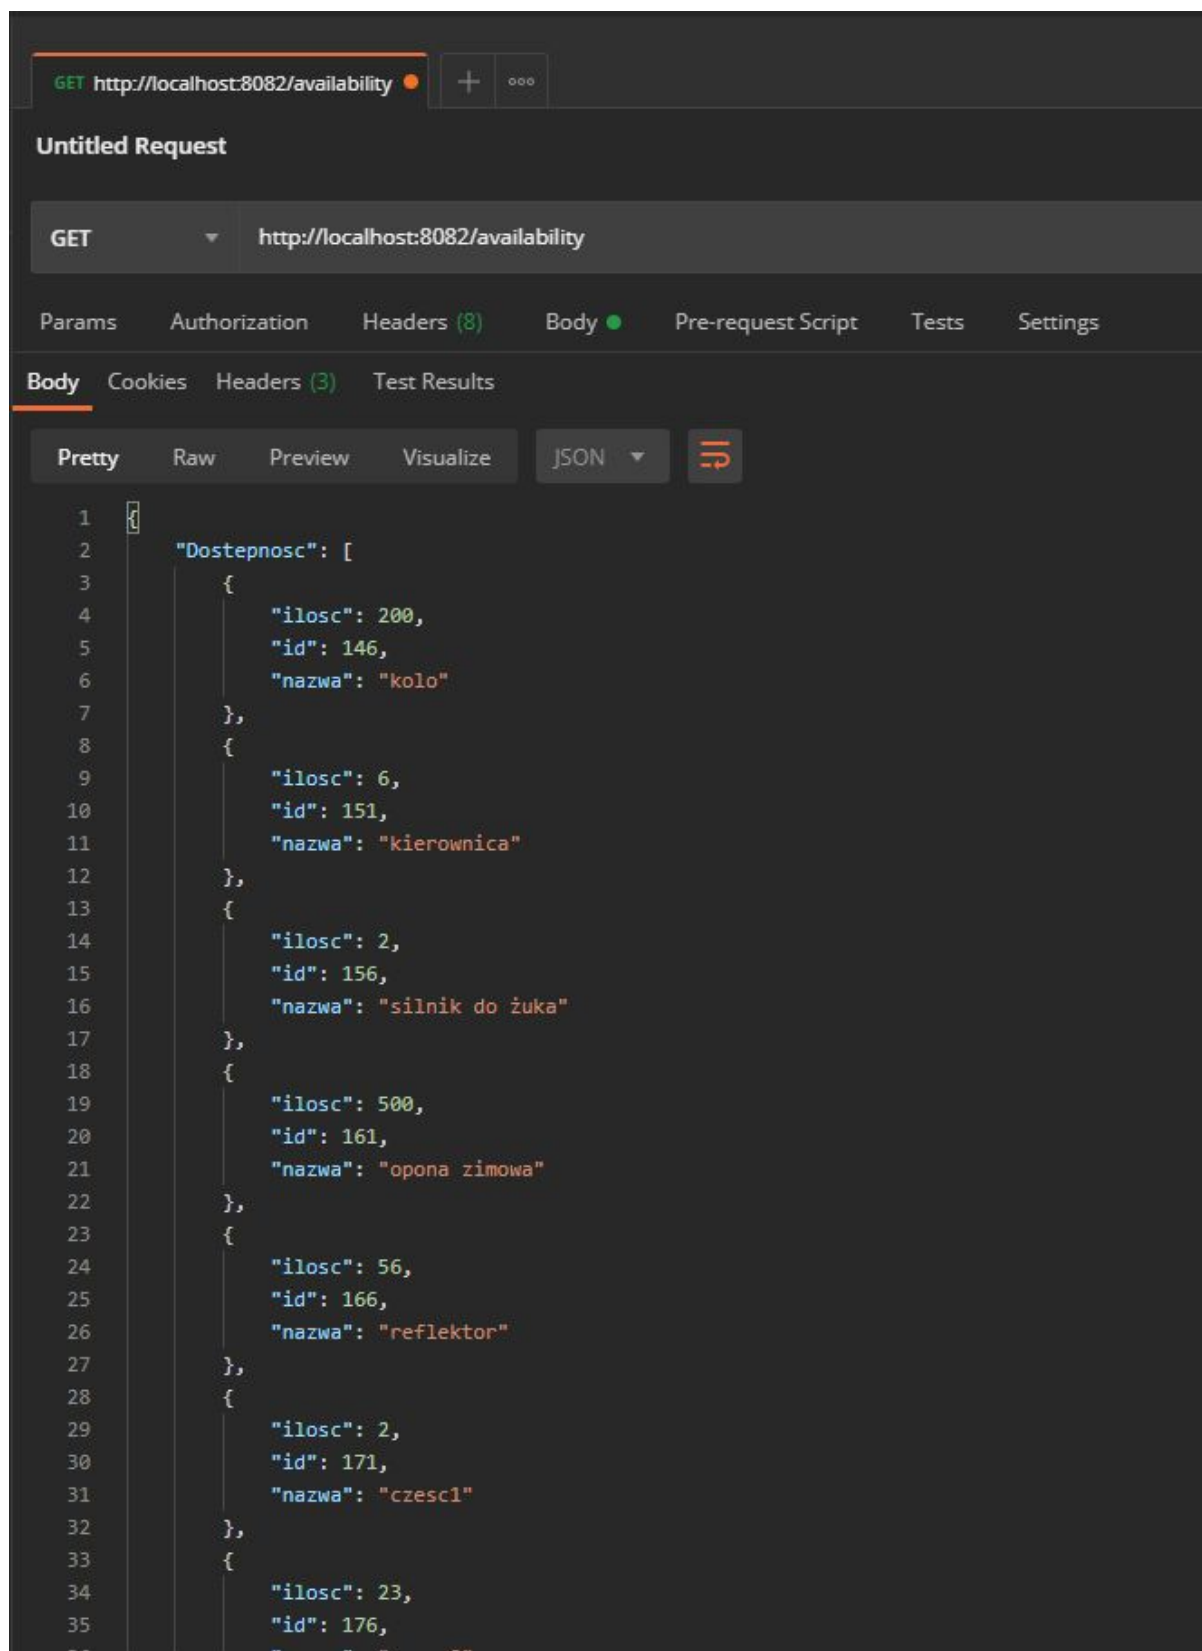 GET http://localhost:8082/availability
Untitled Request
GET http://localhost:8082/availability
Params Authorization Headers (8) Body Pre-request Script Tests Settings
Body Cookies Headers (3) Test Results
Pretty Raw Preview Visualize JSON
1 {
2 "Dostepnosc": [
3 {
4 "ilosc": 200,
5 "id": 146,
6 "nazwa": "kolo"
7 },
8 {
9 "ilosc": 6,
10 "id": 151,
11 "nazwa": "kierownica"
12 },
13 {
14 "ilosc": 2,
15 "id": 156,
16 "nazwa": "silnik do żuka"
17 },
18 {
19 "ilosc": 500,
20 "id": 161,
21 "nazwa": "opona zimowa"
22 },
23 {
24 "ilosc": 56,
25 "id": 166,
26 "nazwa": "reflektor"
27 },
28 {
29 "ilosc": 2,
30 "id": 171,
31 "nazwa": "czesc1"
32 },
33 {
34 "ilosc": 23,
35 "id": 176,